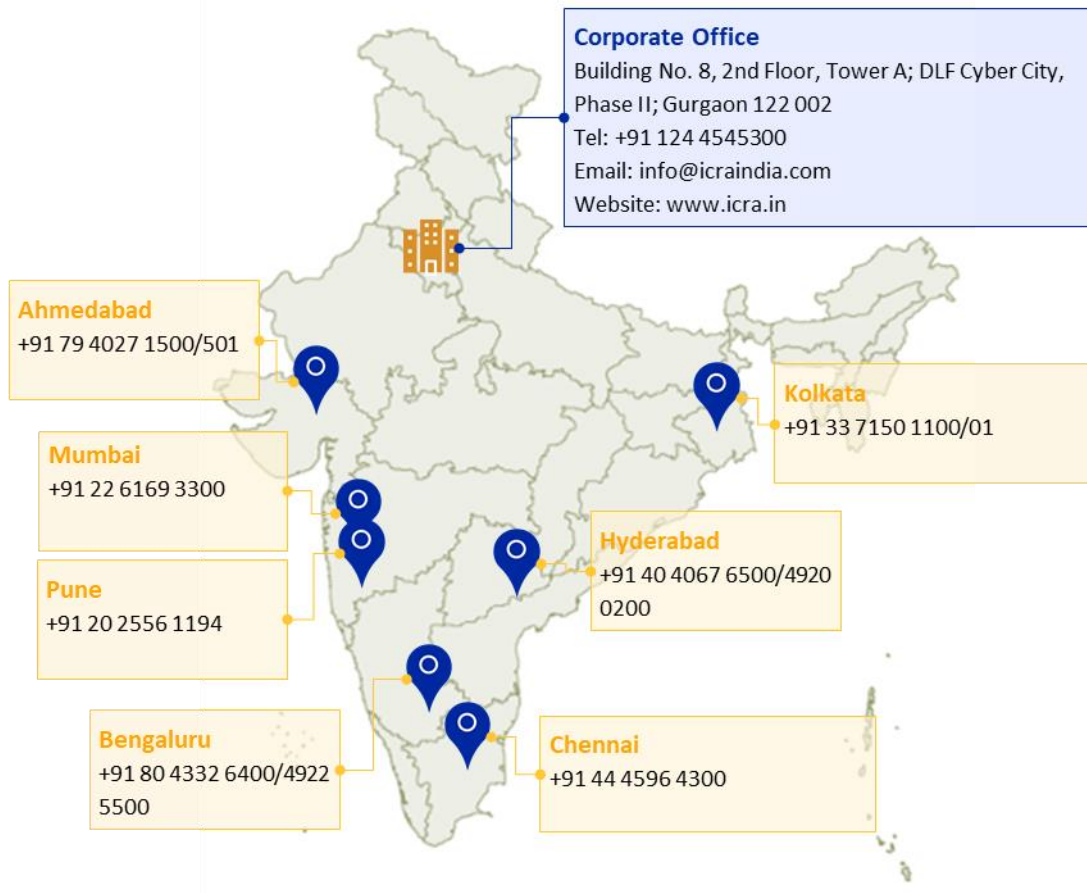 Corporate Office
Building No. 8, 2nd Floor, Tower A; DLF Cyber City,
Phase II; Gurgaon 122 002
Tel: +91 124 4545300
Email: info@icraindia.com
Website: www.icra.in
Ahmedabad
+91 79 4027 1500/501
Kolkata
+91 33 7150 1100/01
Mumbai
+91 22 6169 3300
Hyderabad
+91 40 4067 6500/4920
0200
Pune
+91 20 2556 1194
Bengaluru
+91 80 4332 6400/4922
5500
Chennai
+91 44 4596 4300